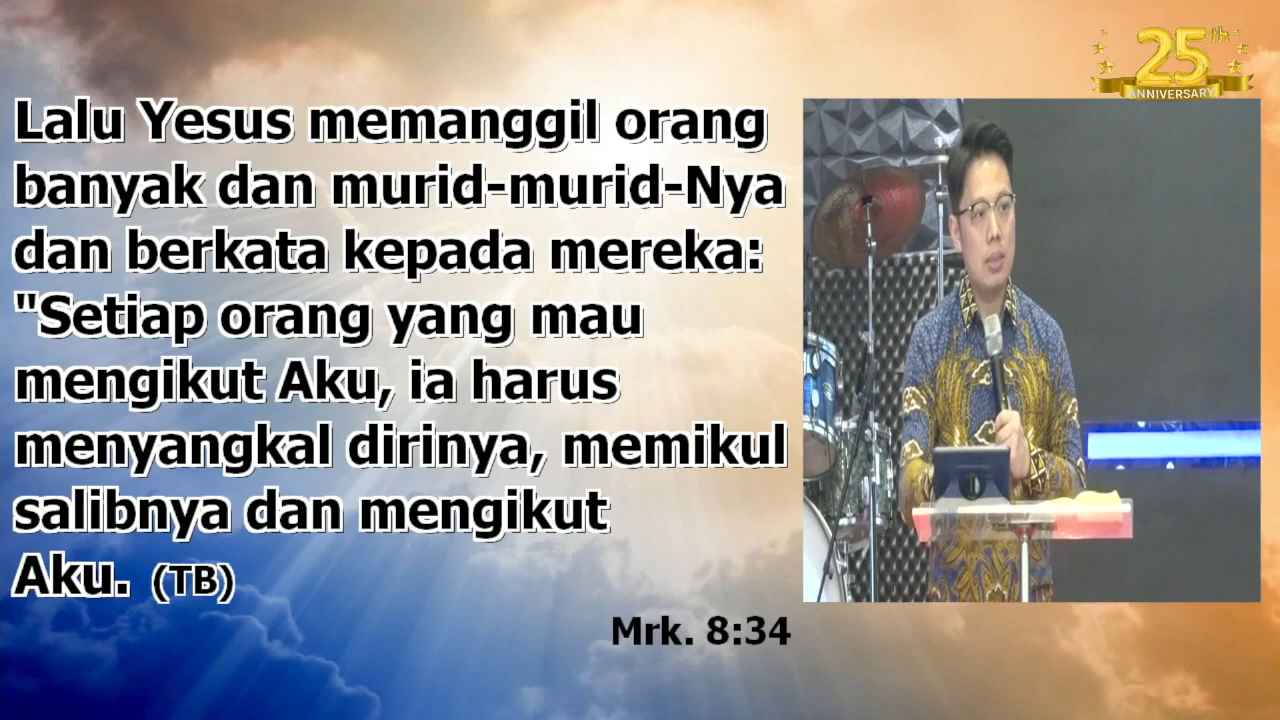 25th
ANNIVERSARY
Lalu Yesus memanggil orang
banyak dan murid-murid-Nya
dan berkata kepada mereka:
"Setiap orang yang mau
mengikut Aku, ia harus
menyangkal dirinya, memikul
salibnya dan mengikut
Aku. (TB)
Mrk. 8:34